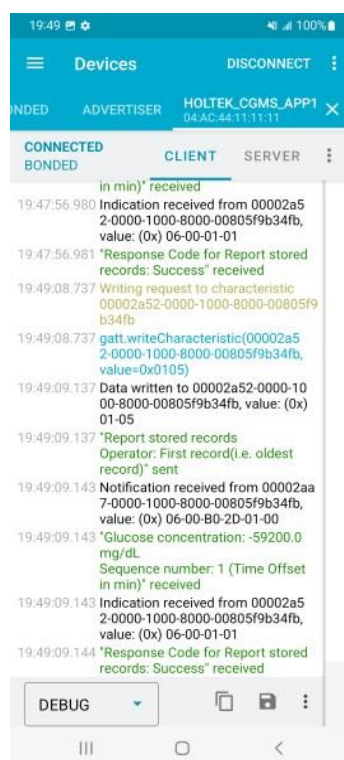 19:49 100%
Devices DISCONNECT
ONDED ADVERTISER HOLTEK_CGMS_APP1
04:AC:44:11:11:11
CONNECTED
BONDED
CLIENT SERVER
in min)" received
19:47:56.980 Indication received from 00002a5
2-0000-1000-8000-00805f9b34fb,
value: (0x) 06-00-01-01
19:47:56.981 "Response Code for Report stored
records: Success" received
19:49:08.737 Writing request to characteristic
00002a52-0000-1000-8000-00805f9
b34fb
19:49:08.737 gatt.writeCharacteristic(00002a5
2-0000-1000-8000-00805f9b34fb,
value=0x0105)
19:49:09.137 Data written to 00002a52-0000-10
00-8000-00805f9b34fb, value: (0x)
01-05
19:49:09.137 "Report stored records
Operator: First record(i.e. oldest
record)" sent
19:49:09.143 Notification received from 00002aa
7-0000-1000-8000-00805f9b34fb,
value: (0x) 06-00-B0-2D-01-00
19:49:09.143 "Glucose concentration: -59200.0
mg/dL
Sequence number: 1 (Time Offset
in min)" received
19:49:09.143 Indication received from 00002a5
2-0000-1000-8000-00805f9b34fb,
value: (0x) 06-00-01-01
19:49:09.144 "Response Code for Report stored
records: Success" received
DEBUG